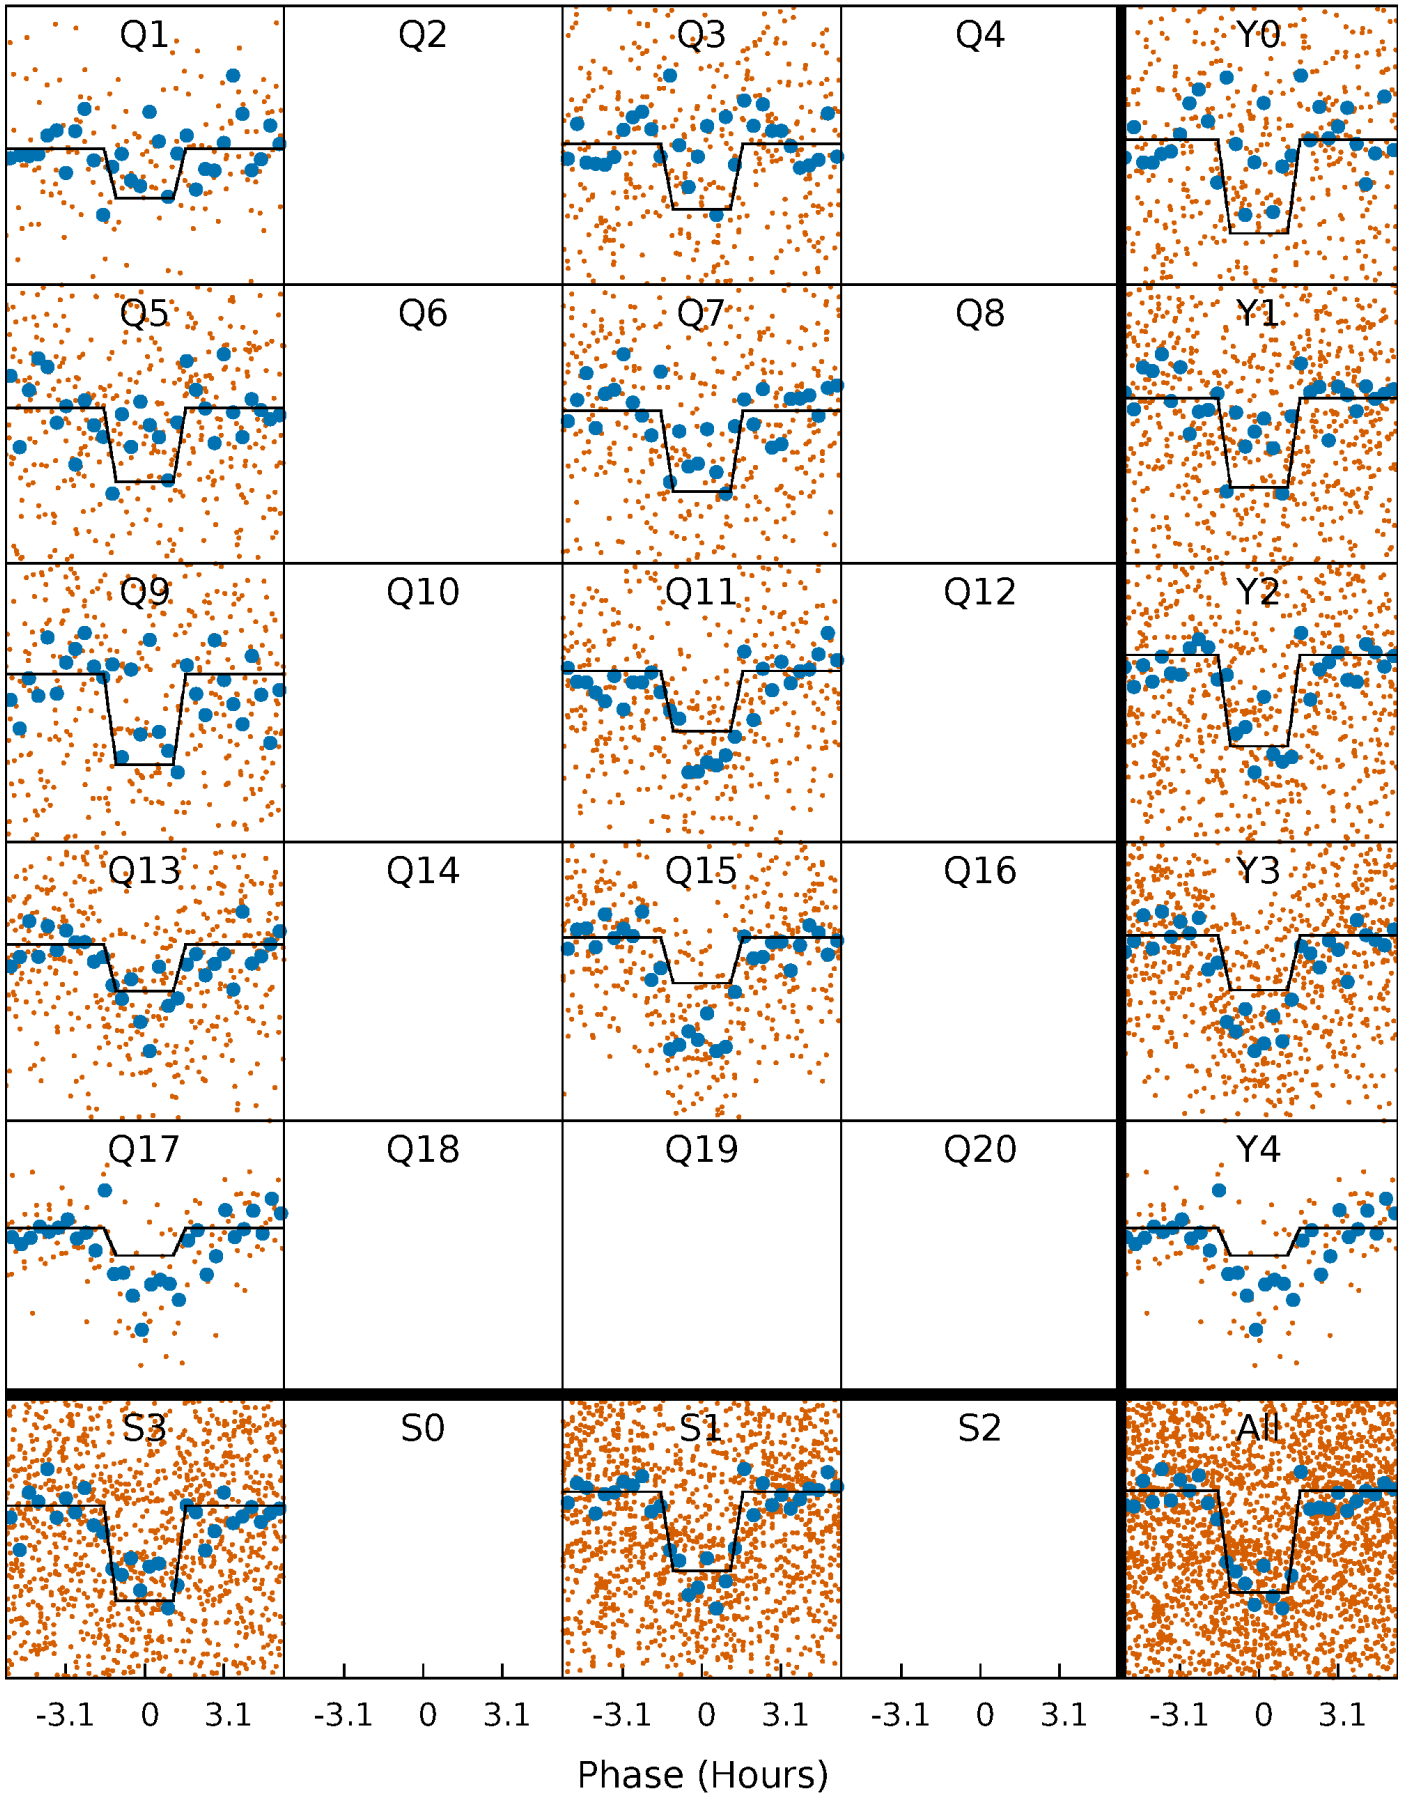 Q1 Q2 Q3 Q4 Y0
Q5 Q6 Q7 Q8 Y1
Q9 Q10 Q11 Q12 Y2
Q13 Q14 Q15 Q16 Y3
Q17 Q18 Q19 Q20 Y4
S3 S0 S1 S2 All
-3.1 0 3.1 -3.1 0 3.1 -3.1 0 3.1 -3.1 0 3.1 -3.1 0 3.1
Phase (Hours)